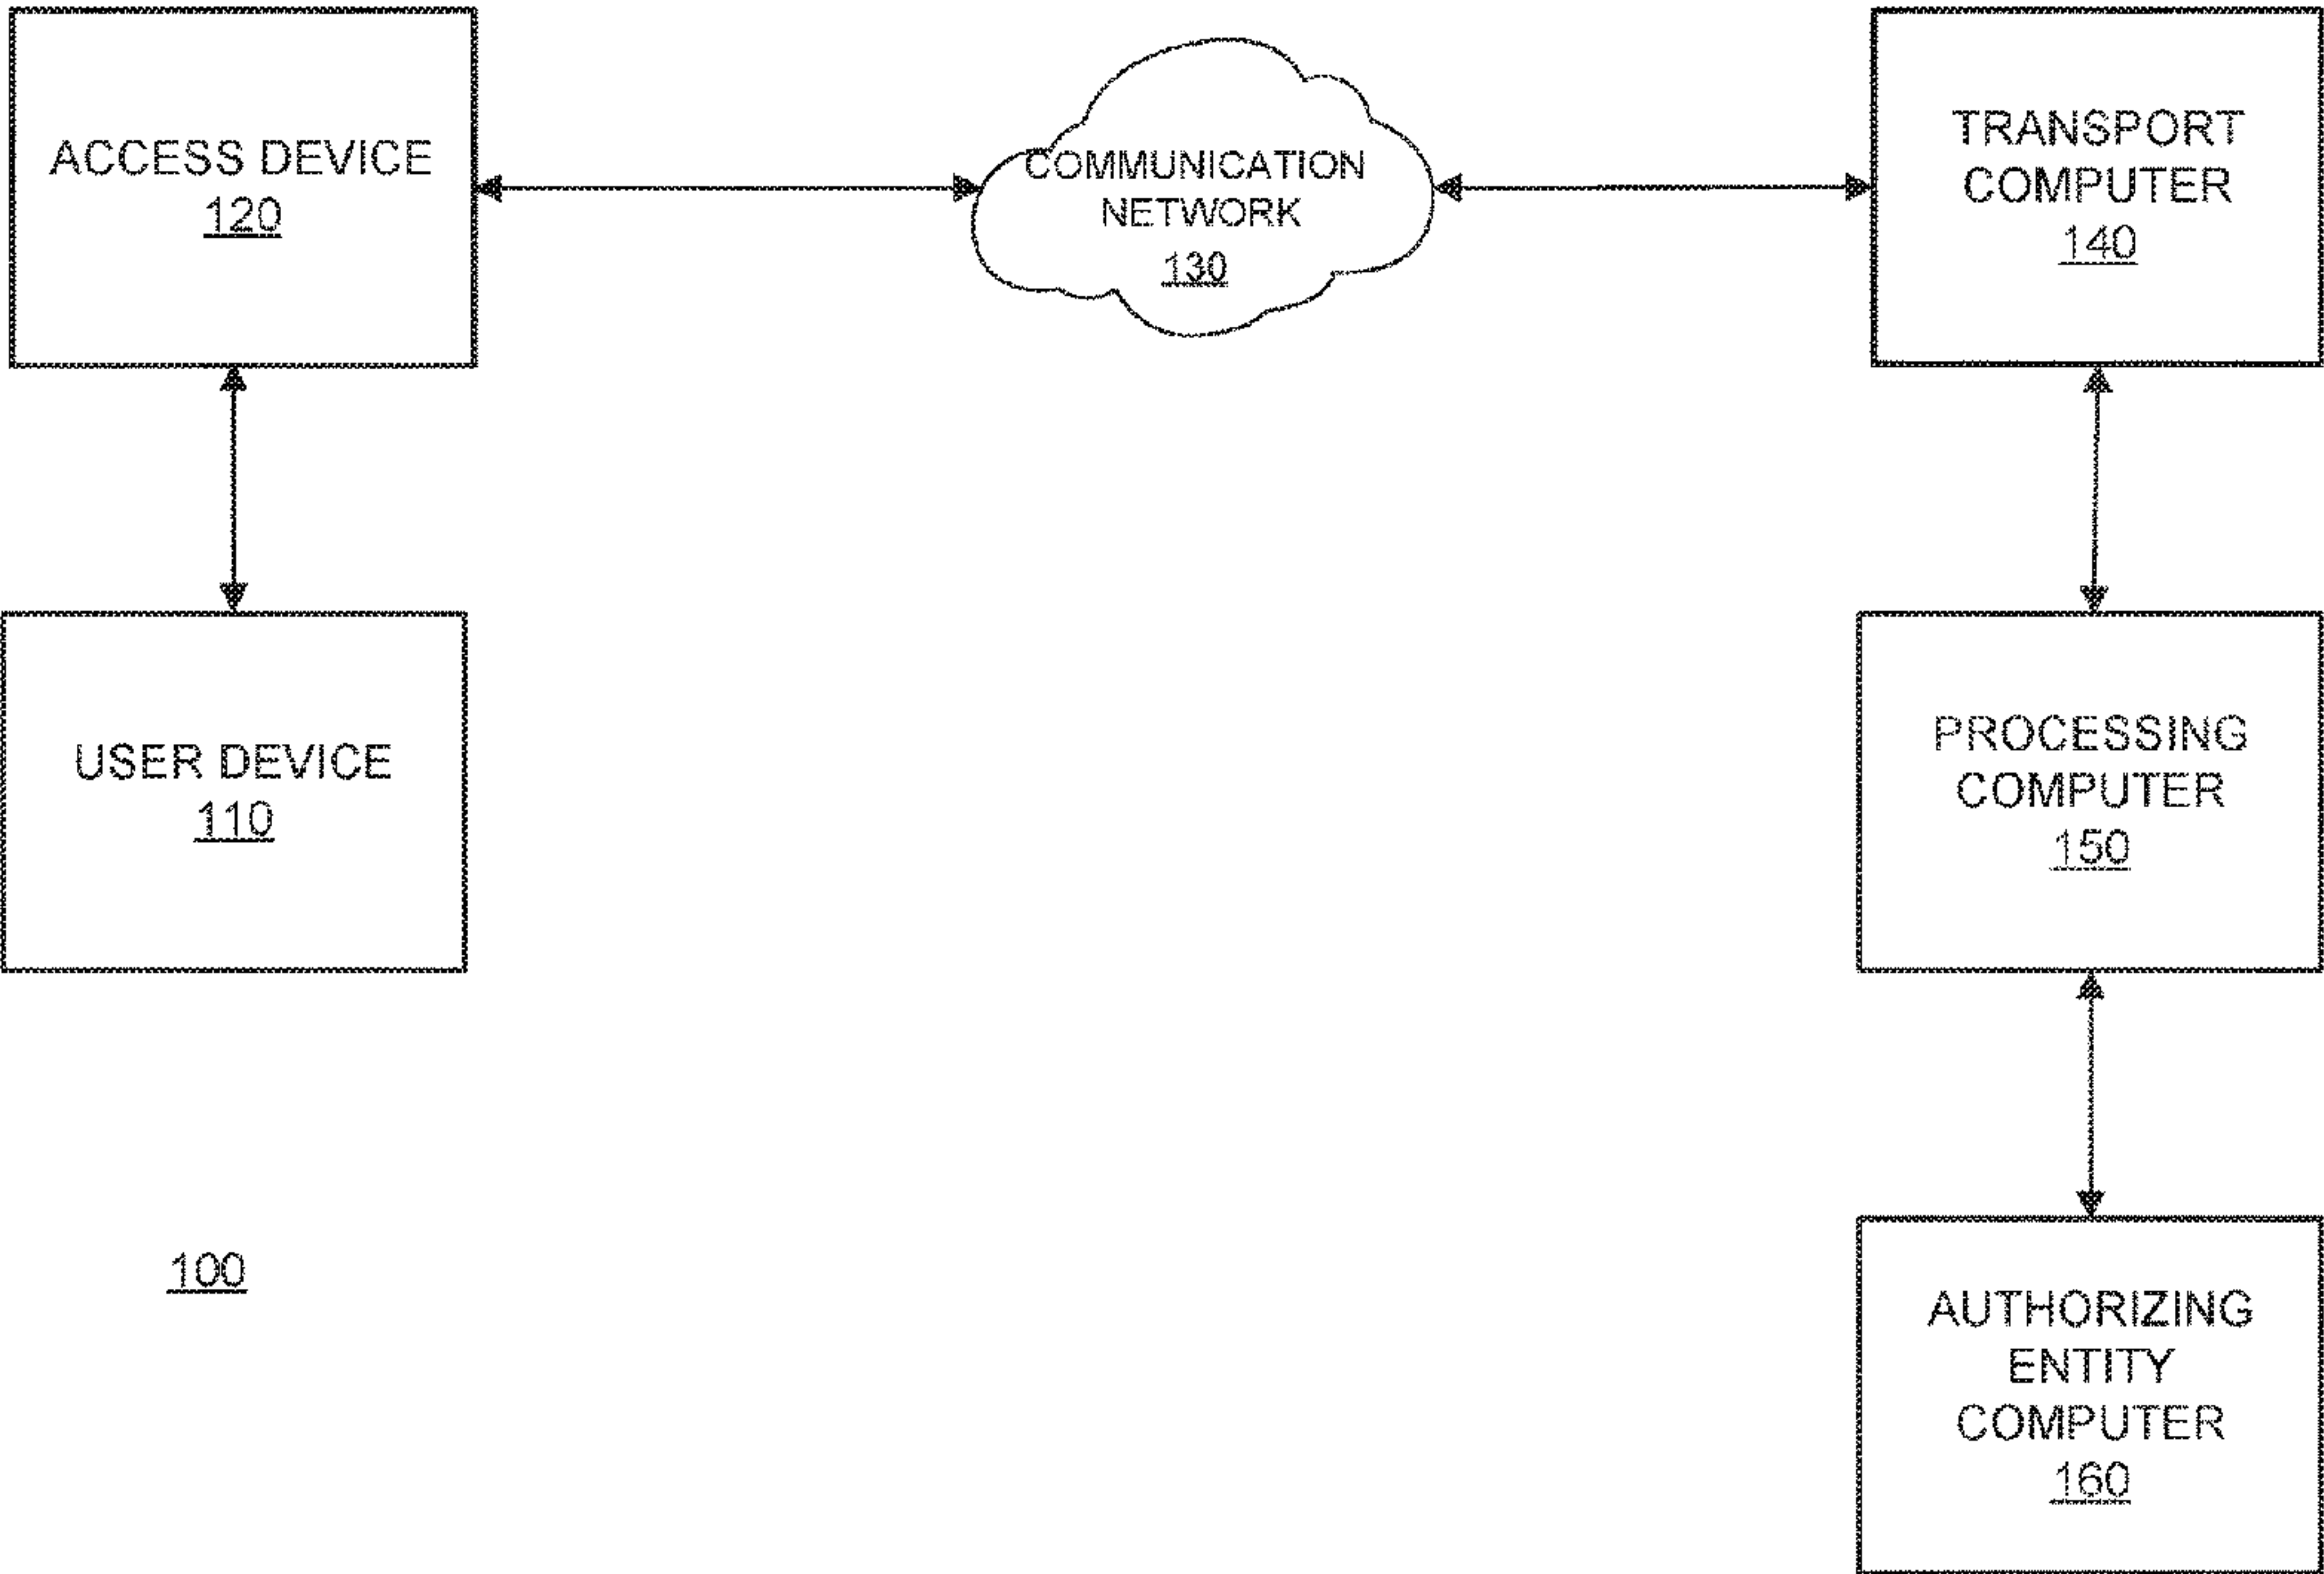 ACCESS DEVICE
120
COMMUNICATION
NETWORK
130
TRANSPORT
COMPUTER
140
USER DEVICE
110
PROCESSING
COMPUTER
150
100
AUTHORIZING
ENTITY
COMPUTER
160